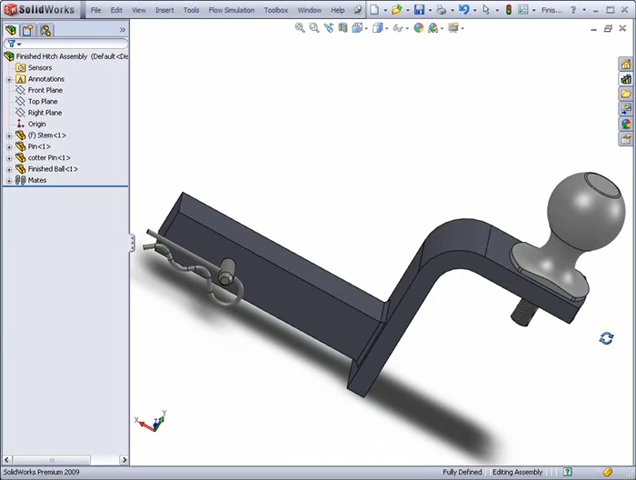 SolidWorks File Edit View Insert Tools Flow Simulation Toolbox Window Help Finis...
Finished Hitch Assembly (Default<Dis
Sensors
Annotations
Front Plane
Top Plane
Right Plane
Origin
(f) Stem<1>
Pin<1>
cotter Pin<1>
Finished Ball<1>
Mates
Y
X
SolidWorks Premium 2009 Fully Defined Editing Assembly